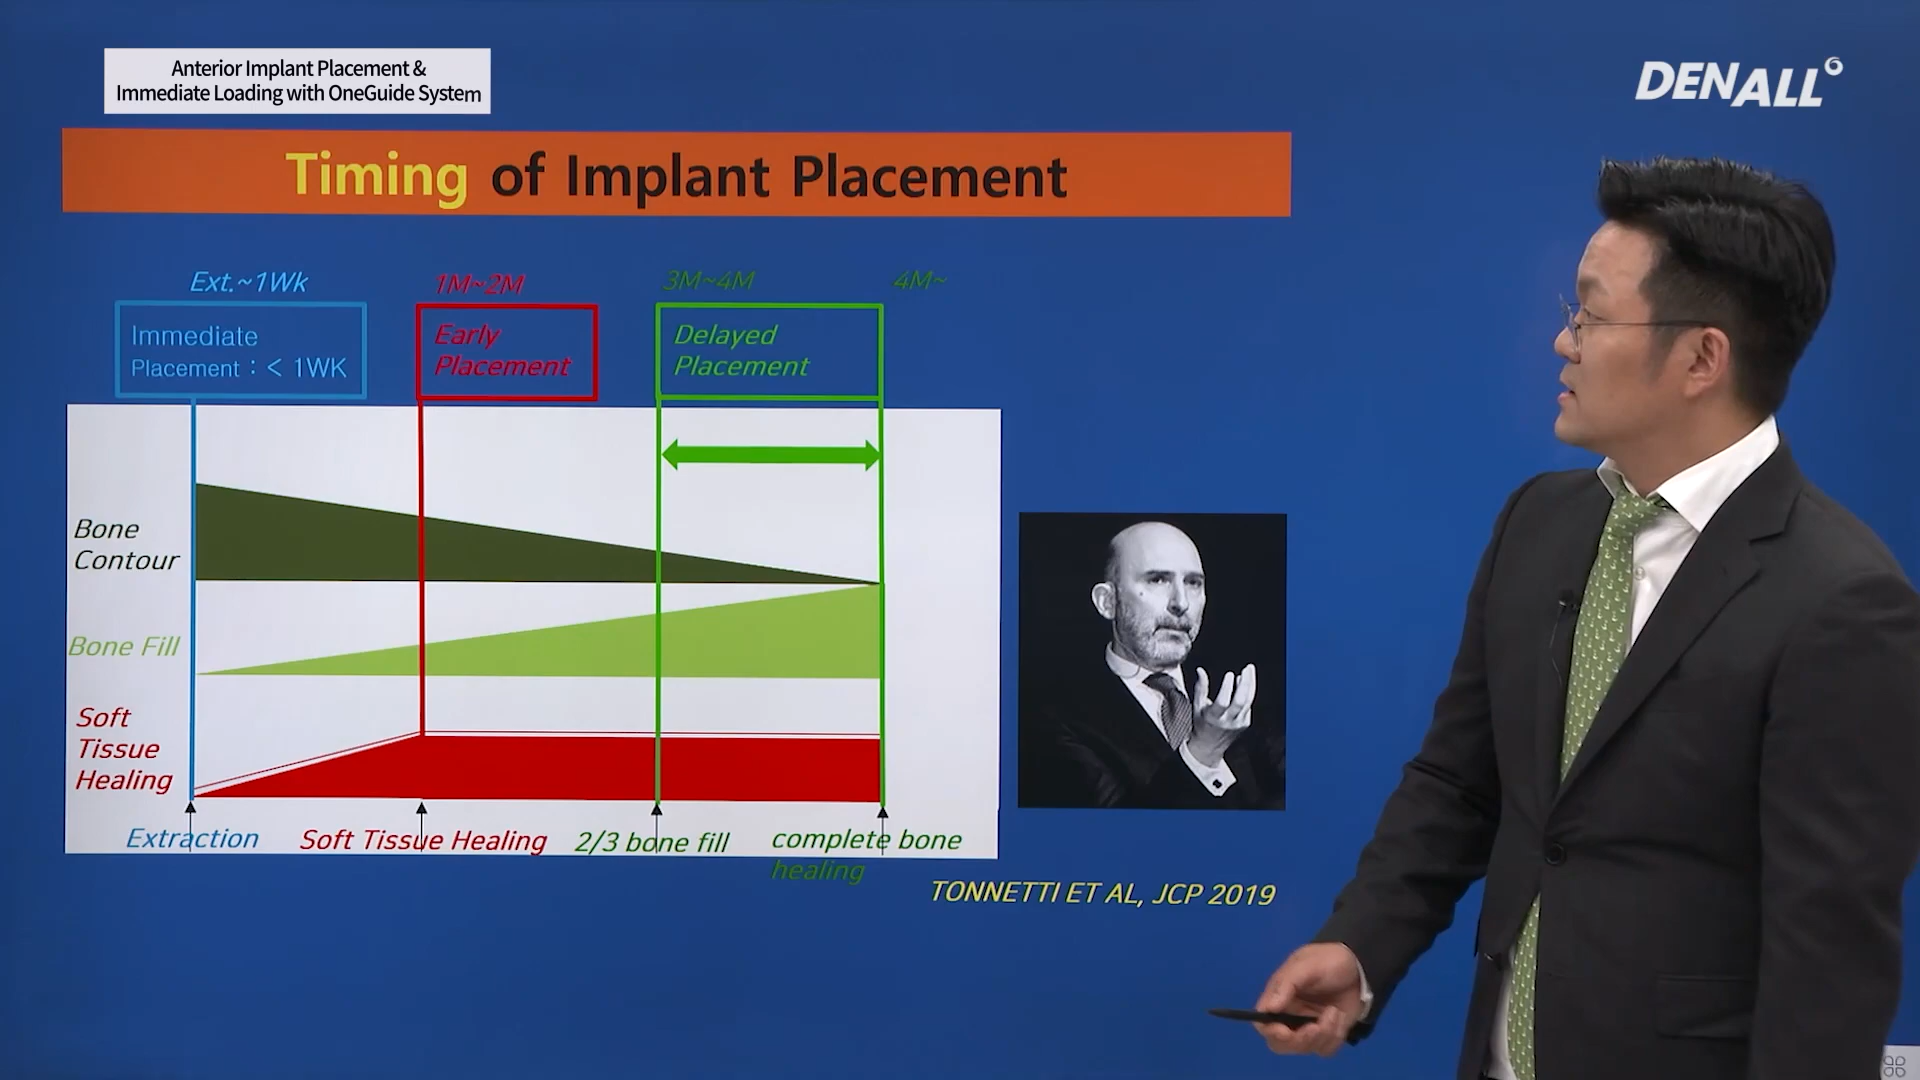 Anterior Implant Placement &
Immediate Loading with OneGuide System
DENALL
Timing of Implant Placement
Ext.~1Wk
1M~2M
3M~4M
4M~
Immediate
Placement : < 1WK
Early
Placement
Delayed
Placement
Bone
Contour
Bone Fill
Soft
Tissue
Healing
Extraction
Soft Tissue Healing
2/3 bone fill
complete bone
healing
TONNETTI ET AL, JCP 2019